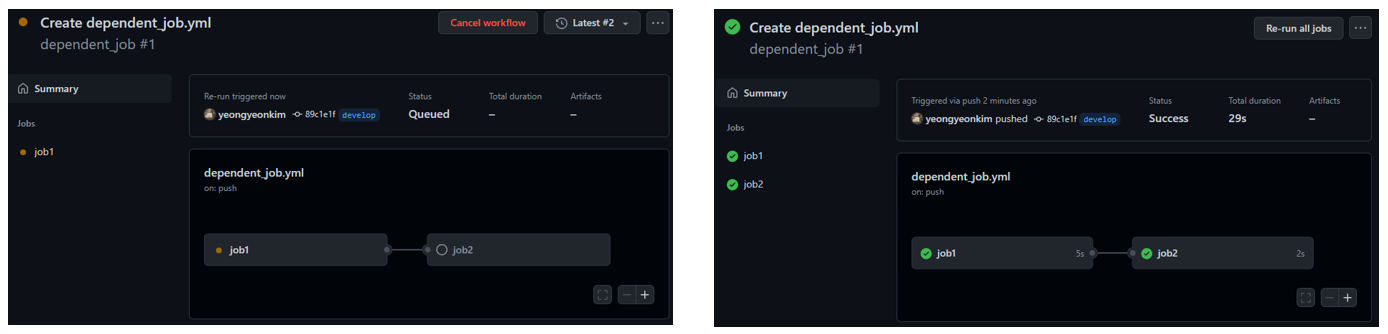 Create dependent_job.yml
Cancel workflow
Latest #2
dependent_job #1
Summary
Re-run triggered now
Status
Total duration
Artifacts
yeongyeonkim
89c1e1f
develop
Queued
–
–
Jobs
job1
dependent_job.yml
on: push
job1
job2
Create dependent_job.yml
Re-run all jobs
dependent_job #1
Summary
Triggered via push 2 minutes ago
Status
Total duration
Artifacts
yeongyeonkim pushed
89c1e1f
develop
Success
29s
–
Jobs
job1
job2
dependent_job.yml
on: push
job1
5s
job2
2s